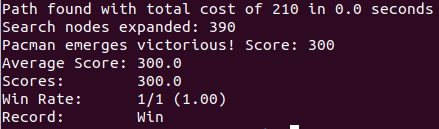 Path found with total cost of 210 in 0.0 seconds
Search nodes expanded: 390
Pacman emerges victorious! Score: 300
Average Score: 300.0
Scores:        300.0
Win Rate:      1/1 (1.00)
Record:        Win